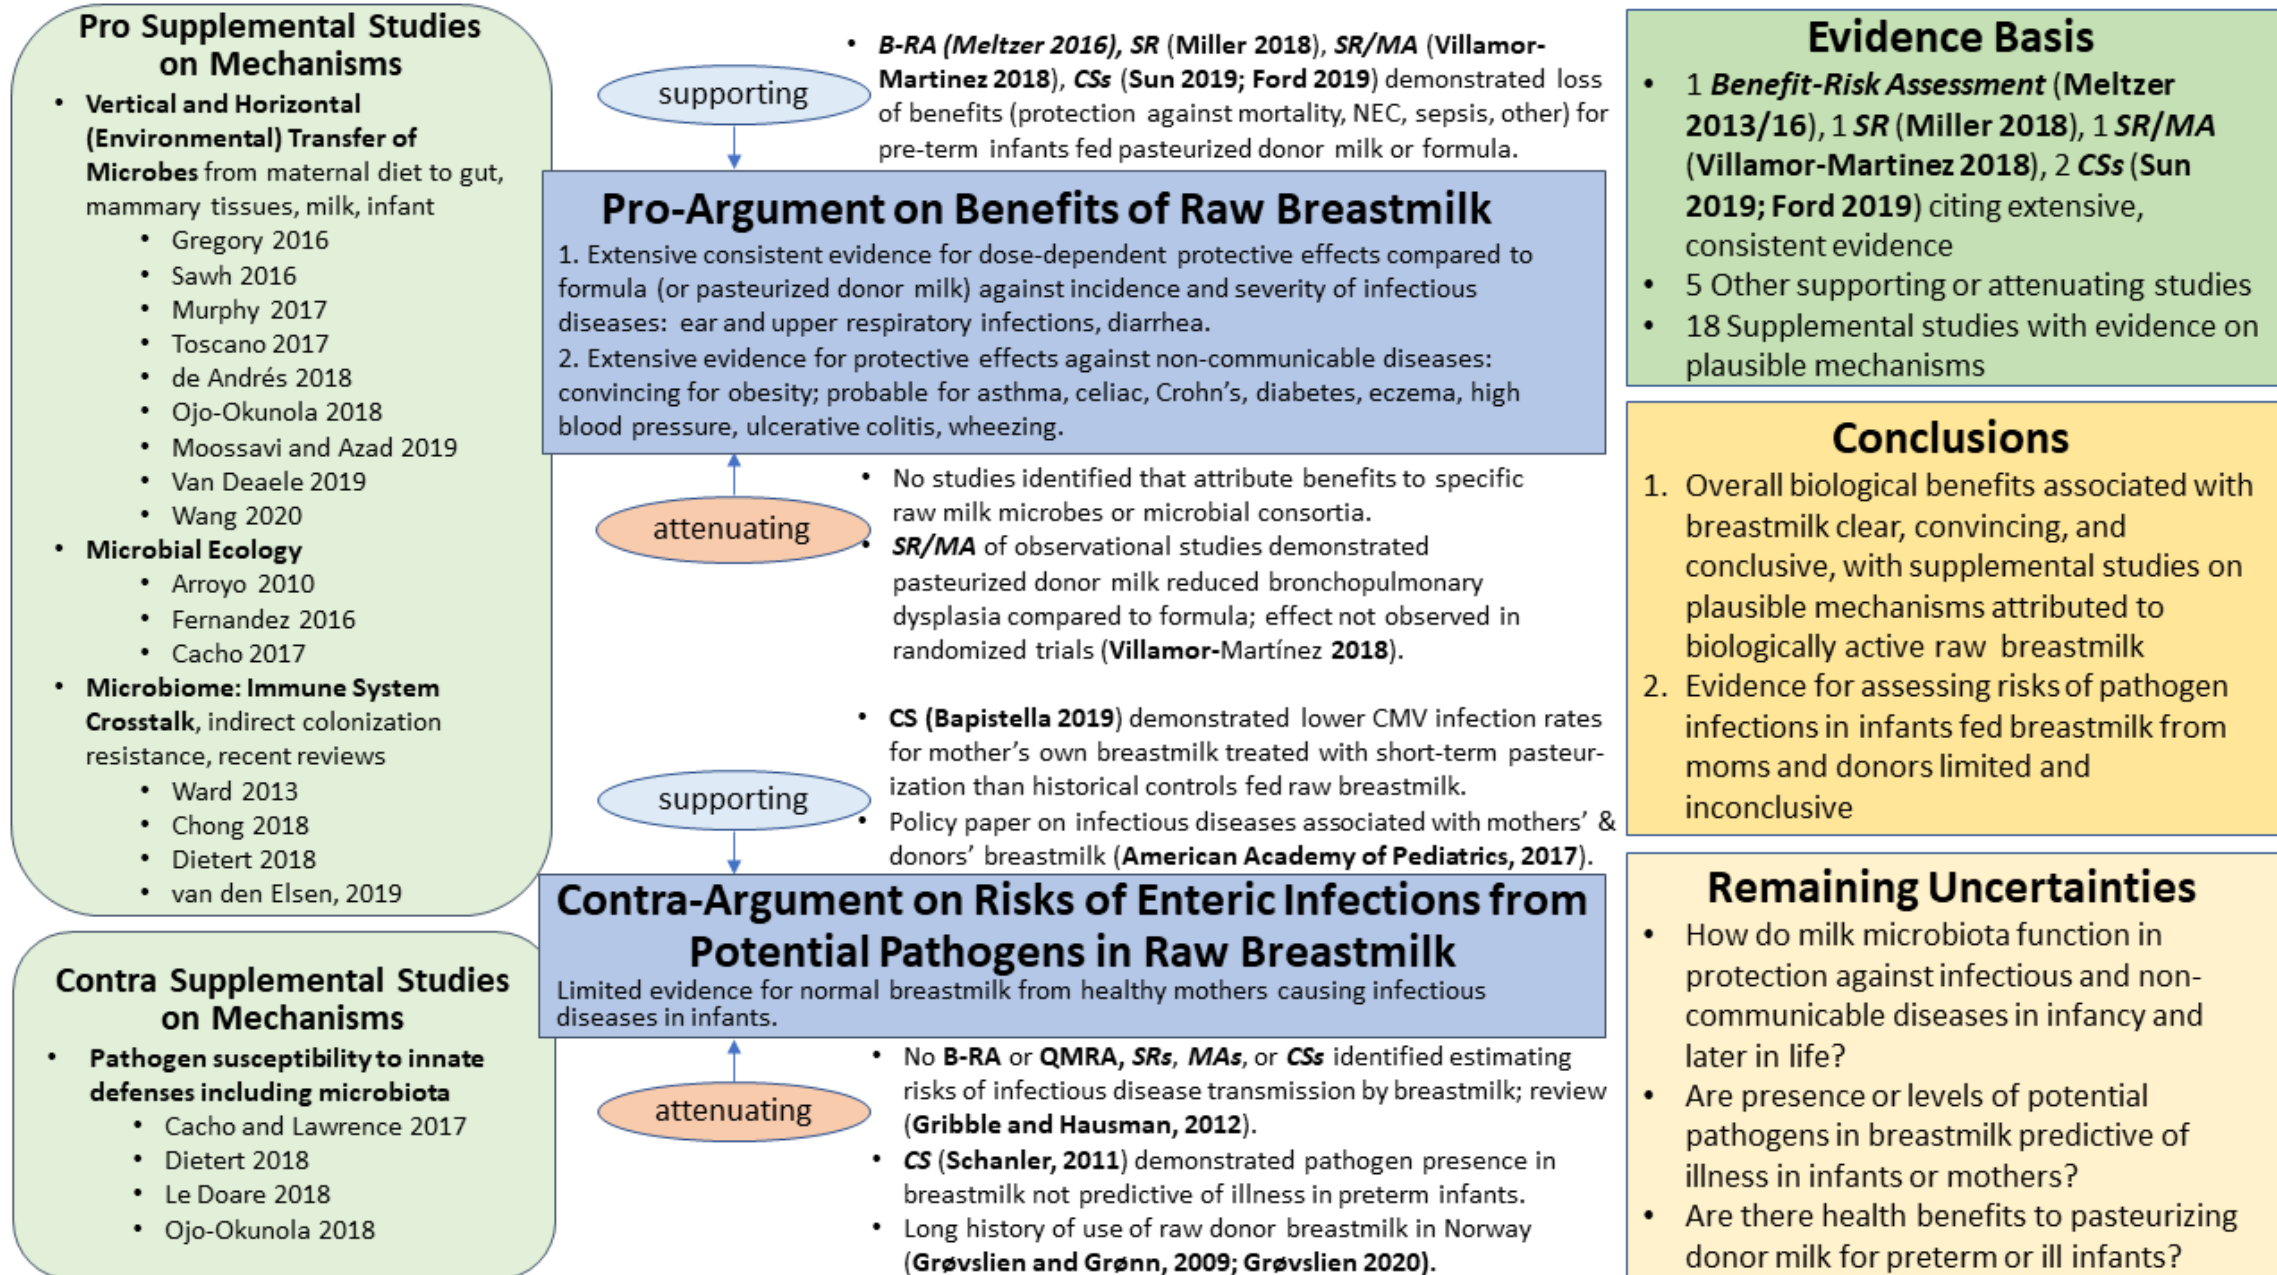 Pro Supplemental Studies
on Mechanisms
• Vertical and Horizontal
(Environmental) Transfer of
Microbes from maternal diet to gut,
mammary tissues, milk, infant
• Gregory 2016
• Sawh 2016
• Murphy 2017
• Toscano 2017
• de Andrés 2018
• Ojo-Okunola 2018
• Moossavi and Azad 2019
• Van Deaele 2019
• Wang 2020
• Microbial Ecology
• Arroyo 2010
• Fernandez 2016
• Cacho 2017
• Microbiome: Immune System
Crosstalk, indirect colonization
resistance, recent reviews
• Ward 2013
• Chong 2018
• Dietert 2018
• van den Elsen, 2019
Contra Supplemental Studies
on Mechanisms
• Pathogen susceptibility to innate
defenses including microbiota
• Cacho and Lawrence 2017
• Dietert 2018
• Le Doare 2018
• Ojo-Okunola 2018
supporting
• B-RA (Meltzer 2016), SR (Miller 2018), SR/MA (Villamor-
Martinez 2018), CSs (Sun 2019; Ford 2019) demonstrated loss
of benefits (protection against mortality, NEC, sepsis, other) for
pre-term infants fed pasteurized donor milk or formula.
Pro-Argument on Benefits of Raw Breastmilk
1. Extensive consistent evidence for dose-dependent protective effects compared to
formula (or pasteurized donor milk) against incidence and severity of infectious
diseases: ear and upper respiratory infections, diarrhea.
2. Extensive evidence for protective effects against non-communicable diseases:
convincing for obesity; probable for asthma, celiac, Crohn's, diabetes, eczema, high
blood pressure, ulcerative colitis, wheezing.
attenuating
• No studies identified that attribute benefits to specific
raw milk microbes or microbial consortia.
• SR/MA of observational studies demonstrated
pasteurized donor milk reduced bronchopulmonary
dysplasia compared to formula; effect not observed in
randomized trials (Villamor-Martínez 2018).
supporting
• CS (Bapistella 2019) demonstrated lower CMV infection rates
for mother's own breastmilk treated with short-term pasteur-
ization than historical controls fed raw breastmilk.
• Policy paper on infectious diseases associated with mothers' &
donors' breastmilk (American Academy of Pediatrics, 2017).
Contra-Argument on Risks of Enteric Infections from
Potential Pathogens in Raw Breastmilk
Limited evidence for normal breastmilk from healthy mothers causing infectious
diseases in infants.
attenuating
• No B-RA or QMRA, SRs, MAs, or CSs identified estimating
risks of infectious disease transmission by breastmilk; review
(Gribble and Hausman, 2012).
• CS (Schanler, 2011) demonstrated pathogen presence in
breastmilk not predictive of illness in preterm infants.
• Long history of use of raw donor breastmilk in Norway
(Grøvslien and Grønn, 2009; Grøvslien 2020).
Evidence Basis
• 1 Benefit-Risk Assessment (Meltzer
2013/16), 1 SR (Miller 2018), 1 SR/MA
(Villamor-Martinez 2018), 2 CSs (Sun
2019; Ford 2019) citing extensive,
consistent evidence
• 5 Other supporting or attenuating studies
• 18 Supplemental studies with evidence on
plausible mechanisms
Conclusions
1. Overall biological benefits associated with
breastmilk clear, convincing, and
conclusive, with supplemental studies on
plausible mechanisms attributed to
biologically active raw breastmilk
2. Evidence for assessing risks of pathogen
infections in infants fed breastmilk from
moms and donors limited and
inconclusive
Remaining Uncertainties
• How do milk microbiota function in
protection against infectious and non-
communicable diseases in infancy and
later in life?
• Are presence or levels of potential
pathogens in breastmilk predictive of
illness in infants or mothers?
• Are there health benefits to pasteurizing
donor milk for preterm or ill infants?